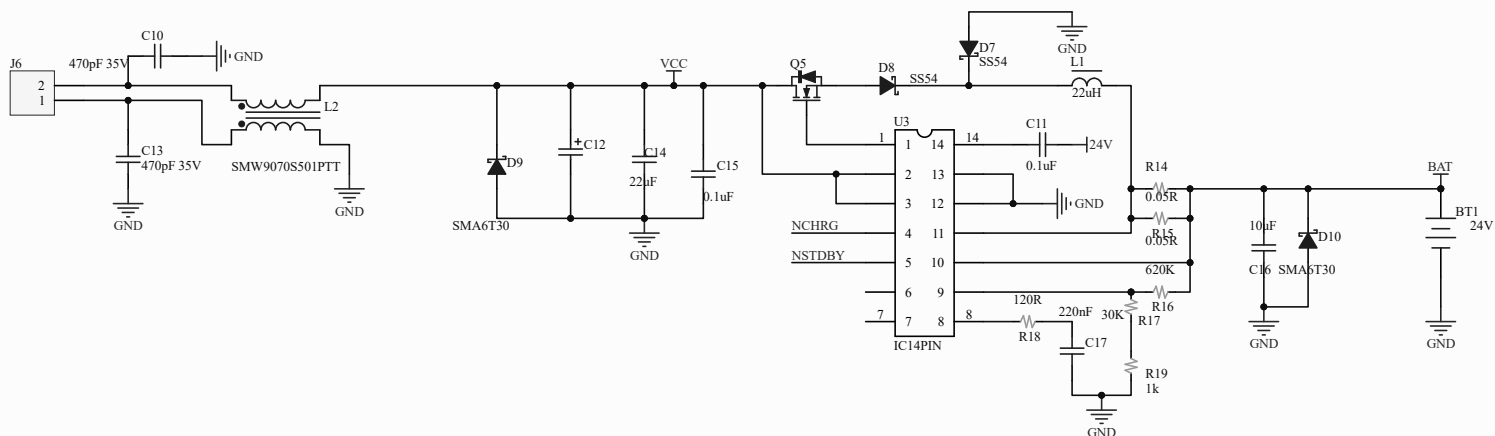 J6
2
1
470pF 35V
C10
GND
C13
470pF 35V
GND
L2
SMW9070S501PTT
GND
D9
SMA6T30
C12
C14
22uF
GND
VCC
C15
0.1uF
Q5
D8
SS54
D7
SS54
GND
L1
22uH
U3
1
14
1
14
2
13
3
12
4
11
5
10
6
9
7
7
8
8
IC14PIN
NCHRG
NSTDBY
C11
0.1uF
24V
GND
R14
0.05R
R15
0.05R
620K
R16
30K
R17
120R
R18
220nF
C17
R19
1k
GND
10uF
C16
D10
SMA6T30
GND
BAT
BT1
24V
GND